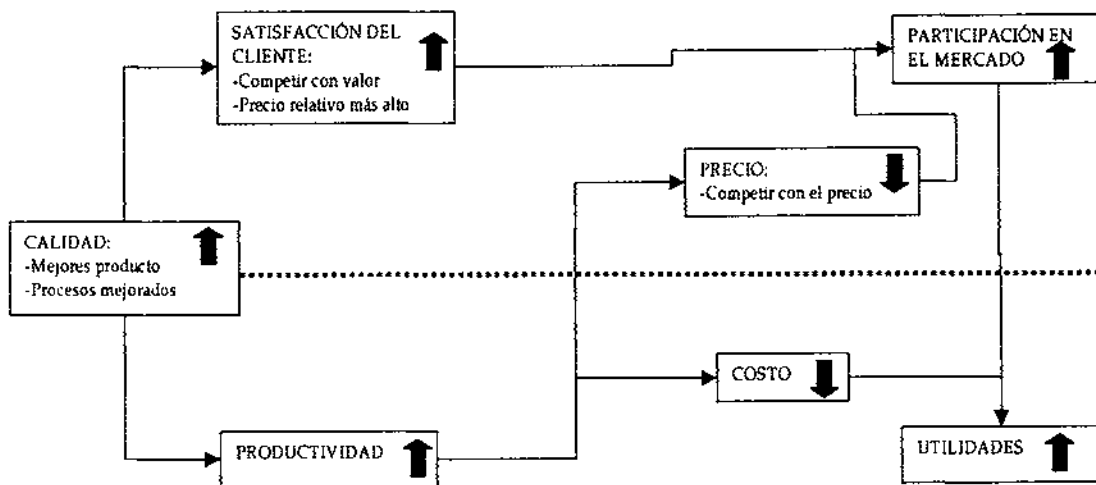 SATISFACCIÓN DEL
CLIENTE:
-Competir con valor
-Precio relativo más alto
PARTICIPACIÓN EN
EL MERCADO
PRECIO:
-Competir con el precio
CALIDAD:
-Mejores producto
-Procesos mejorados
COSTO
PRODUCTIVIDAD
UTILIDADES